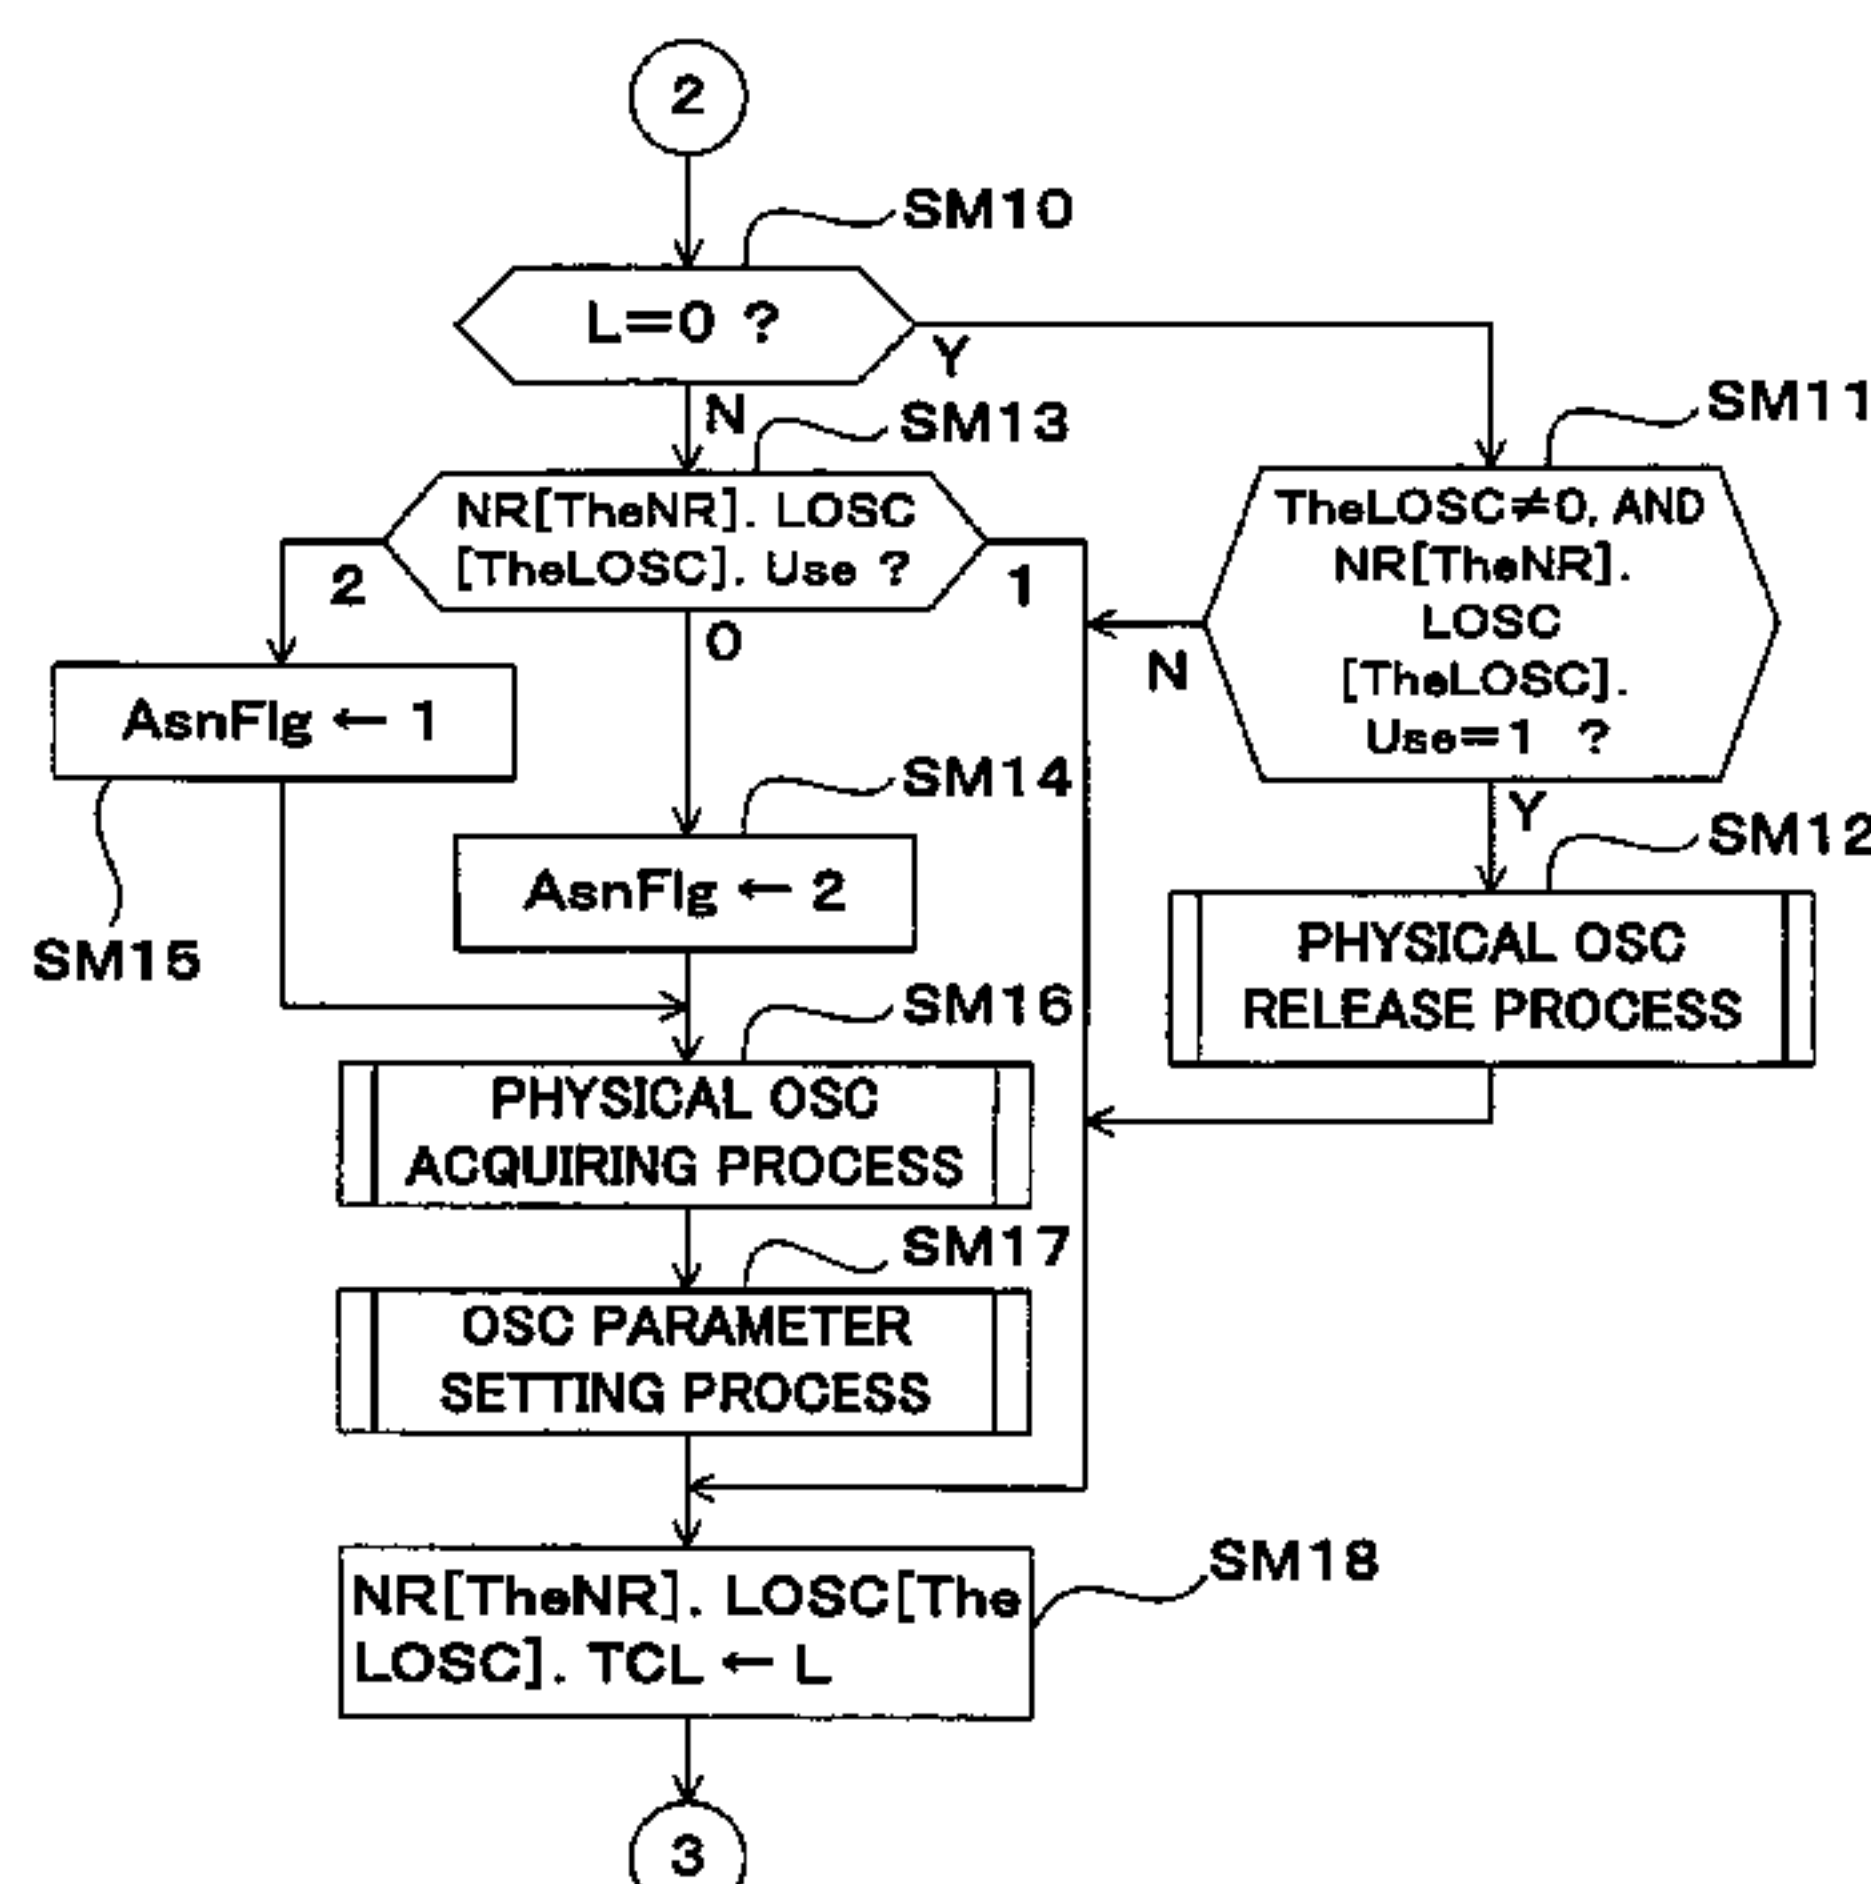 2
SM10
L=0 ?
Y
N
SM13
SM11
NR[TheNR]. LOSC
[TheLOSC]. Use ?
2
1
0
TheLOSC≠0, AND
NR[TheNR].
LOSC
[TheLOSC].
Use=1 ?
N
Y
AsnFlg ← 1
SM15
SM14
AsnFlg ← 2
SM12
PHYSICAL OSC
RELEASE PROCESS
SM16
PHYSICAL OSC
ACQUIRING PROCESS
SM17
OSC PARAMETER
SETTING PROCESS
SM18
NR[TheNR]. LOSC[The
LOSC]. TCL ← L
3